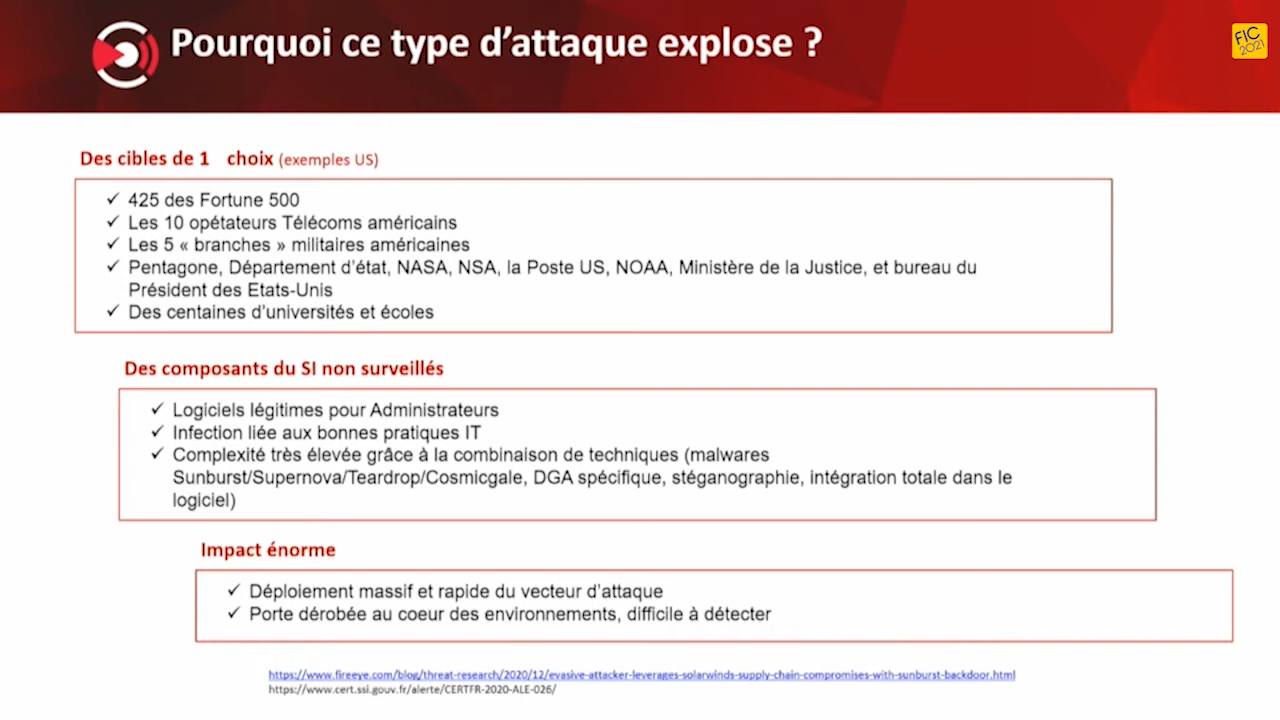 Pourquoi ce type d’attaque explose ?
FIC
2021
Des cibles de 1 choix (exemples US)
✓ 425 des Fortune 500
✓ Les 10 opétateurs Télécoms américains
✓ Les 5 « branches » militaires américaines
✓ Pentagone, Département d’état, NASA, NSA, la Poste US, NOAA, Ministère de la Justice, et bureau du
Président des Etats-Unis
✓ Des centaines d’universités et écoles
Des composants du SI non surveillés
✓ Logiciels légitimes pour Administrateurs
✓ Infection liée aux bonnes pratiques IT
✓ Complexité très élevée grâce à la combinaison de techniques (malwares
Sunburst/Supernova/Teardrop/Cosmicgale, DGA spécifique, stéganographie, intégration totale dans le
logiciel)
Impact énorme
✓ Déploiement massif et rapide du vecteur d’attaque
✓ Porte dérobée au coeur des environnements, difficile à détecter
https://www.fireeye.com/blog/threat-research/2020/12/evasive-attacker-leverages-solarwinds-supply-chain-compromises-with-sunburst-backdoor.html
https://www.cert.ssi.gouv.fr/alerte/CERTFR-2020-ALE-026/